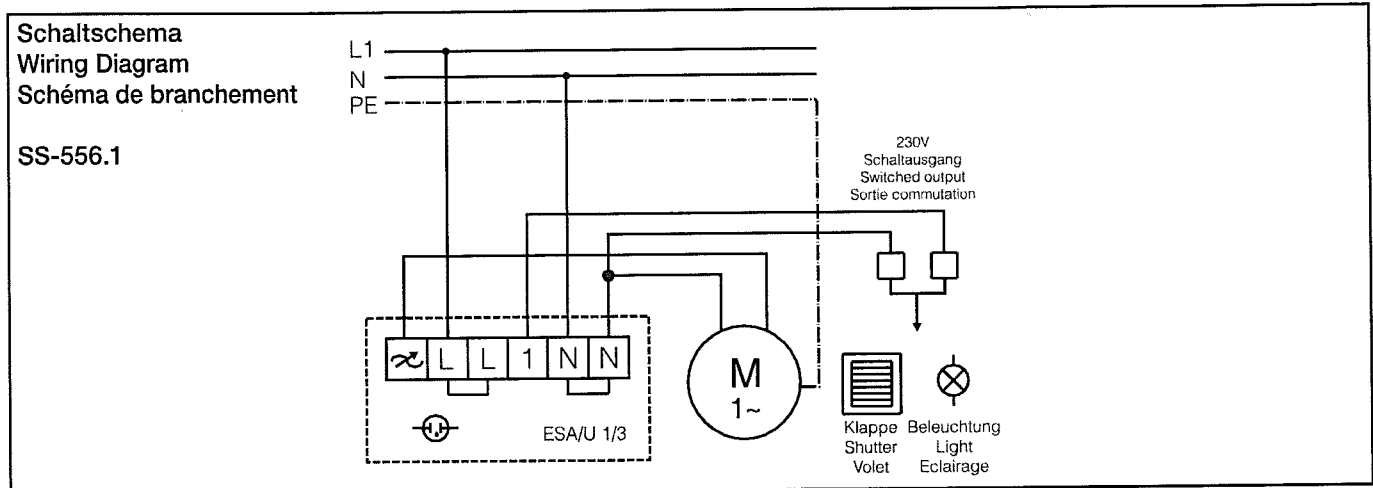 Schaltschema
Wiring Diagram
Schéma de branchement
SS-556.1
L1
N
PE
230V
Schaltausgang
Switched output
Sortie commutation
L L 1 N N
ESA/U 1/3
M
1~
Klappe
Shutter
Volet
Beleuchtung
Light
Eclairage